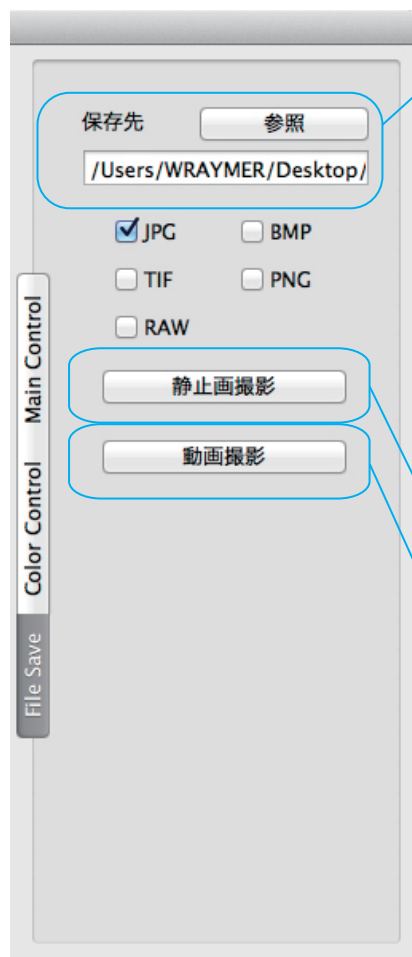 保存先 参照
/Users/WRAYMER/Desktop/
JPG BMP
TIF PNG
RAW
静止画撮影
動画撮影
Main Control
Color Control
File Save